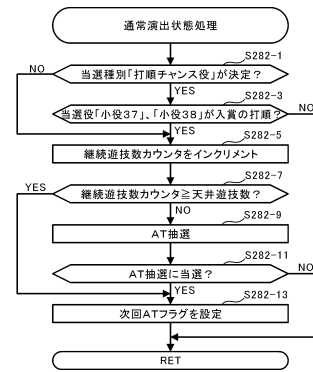 通常演出状態処理
S282-1
NO
当選種別「打順チャンス役」が決定？
YES
S282-3
NO
当選役「小役37」、「小役38」が入賞の打順？
YES
S282-5
継続遊技数カウンタをインクリメント
S282-7
YES
継続遊技数カウンタ≧天井遊技数？
NO
S282-9
AT抽選
S282-11
NO
AT抽選に当選？
YES
S282-13
次回ATフラグを設定
RET